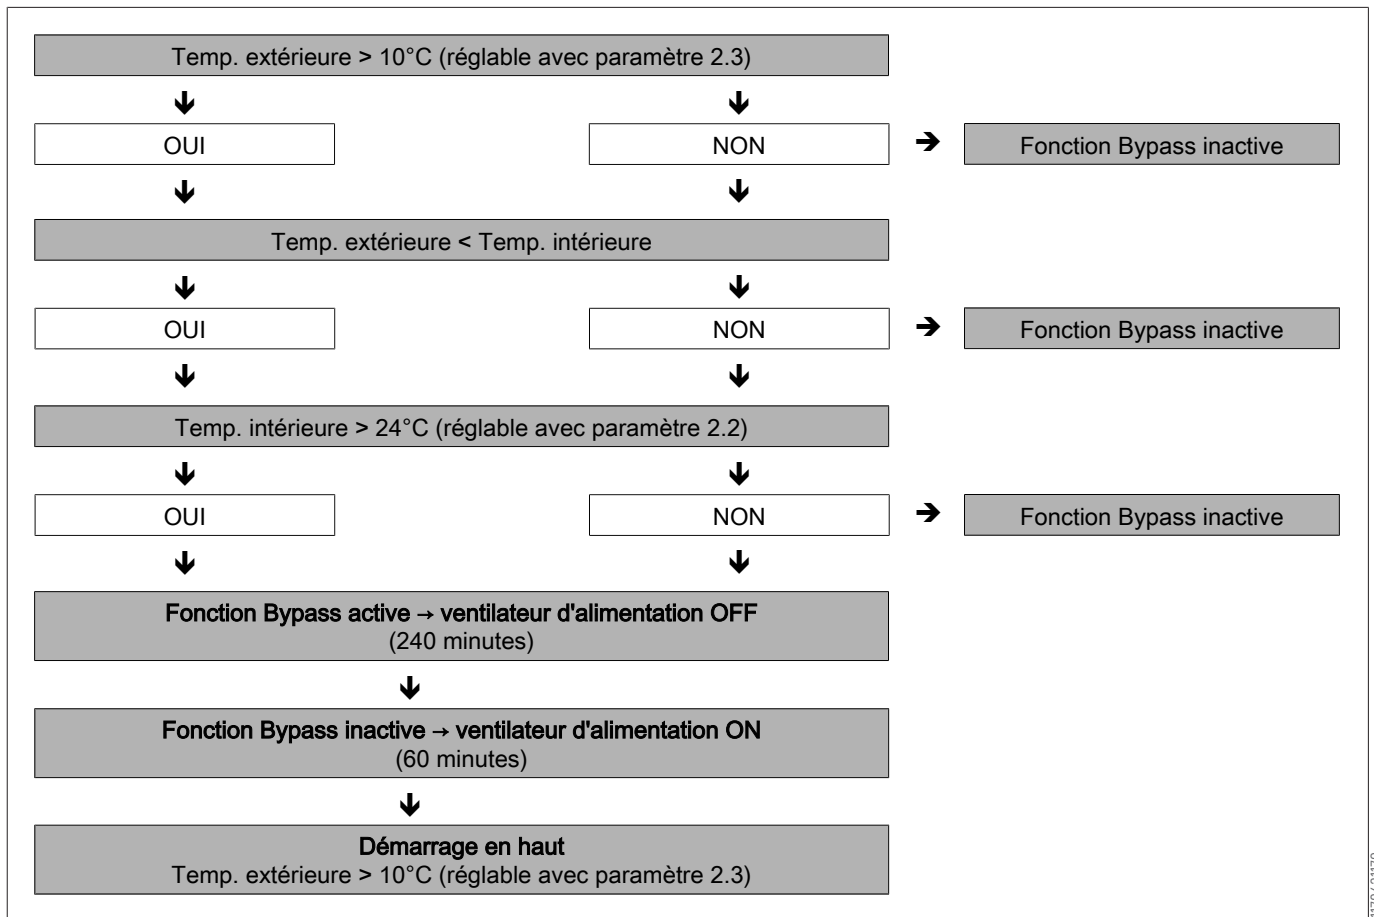 Temp. extérieure > 10°C (réglable avec paramètre 2.3)
OUI
NON
Fonction Bypass inactive
Temp. extérieure < Temp. intérieure
OUI
NON
Fonction Bypass inactive
Temp. intérieure > 24°C (réglable avec paramètre 2.2)
OUI
NON
Fonction Bypass inactive
Fonction Bypass active → ventilateur d'alimentation OFF
(240 minutes)
Fonction Bypass inactive → ventilateur d'alimentation ON
(60 minutes)
Démarrage en haut
Temp. extérieure > 10°C (réglable avec paramètre 2.3)